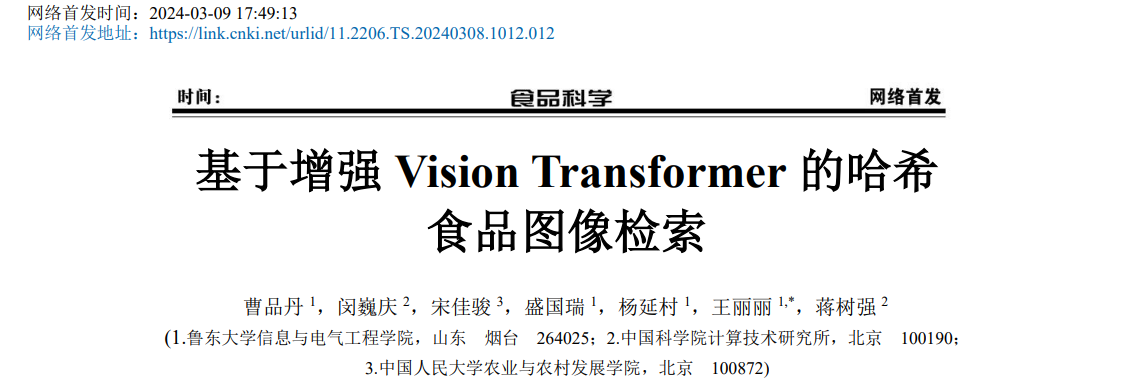 网络首发时间：2024-03-09 17:49:13
网络首发地址：https://link.cnki.net/urlid/11.2206.TS.20240308.1012.012
时间： 食品科学 网络首发
基于增强 Vision Transformer 的哈希
食品图像检索
曹品丹 1，闵巍庆 2，宋佳骏 3，盛国瑞 1，杨延村 1，王丽丽 1,*，蒋树强 2
(1.鲁东大学信息与电气工程学院，山东 烟台 264025；2.中国科学院计算技术研究所，北京 100190；
3.中国人民大学农业与农村发展学院，北京 100872)